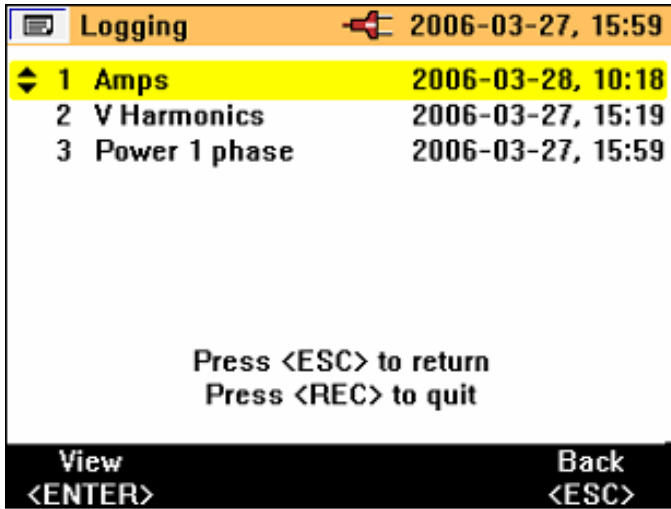 Logging 2006-03-27, 15:59
1 Amps 2006-03-28, 10:18
2 V Harmonics 2006-03-27, 15:19
3 Power 1 phase 2006-03-27, 15:59
Press <ESC> to return
Press <REC> to quit
View Back
<ENTER> <ESC>